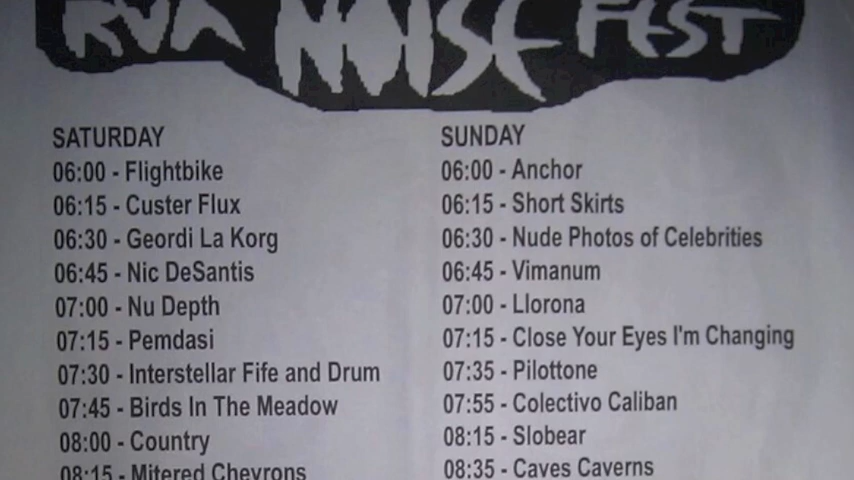 RVA NOISE FEST
SATURDAY
06:00 - Flightbike
06:15 - Custer Flux
06:30 - Geordi La Korg
06:45 - Nic DeSantis
07:00 - Nu Depth
07:15 - Pemdasi
07:30 - Interstellar Fife and Drum
07:45 - Birds In The Meadow
08:00 - Country
08:15 - Mitered Chevrons
SUNDAY
06:00 - Anchor
06:15 - Short Skirts
06:30 - Nude Photos of Celebrities
06:45 - Vimanum
07:00 - Llorona
07:15 - Close Your Eyes I'm Changing
07:35 - Pilottone
07:55 - Colectivo Caliban
08:15 - Slobear
08:35 - Caves Caverns